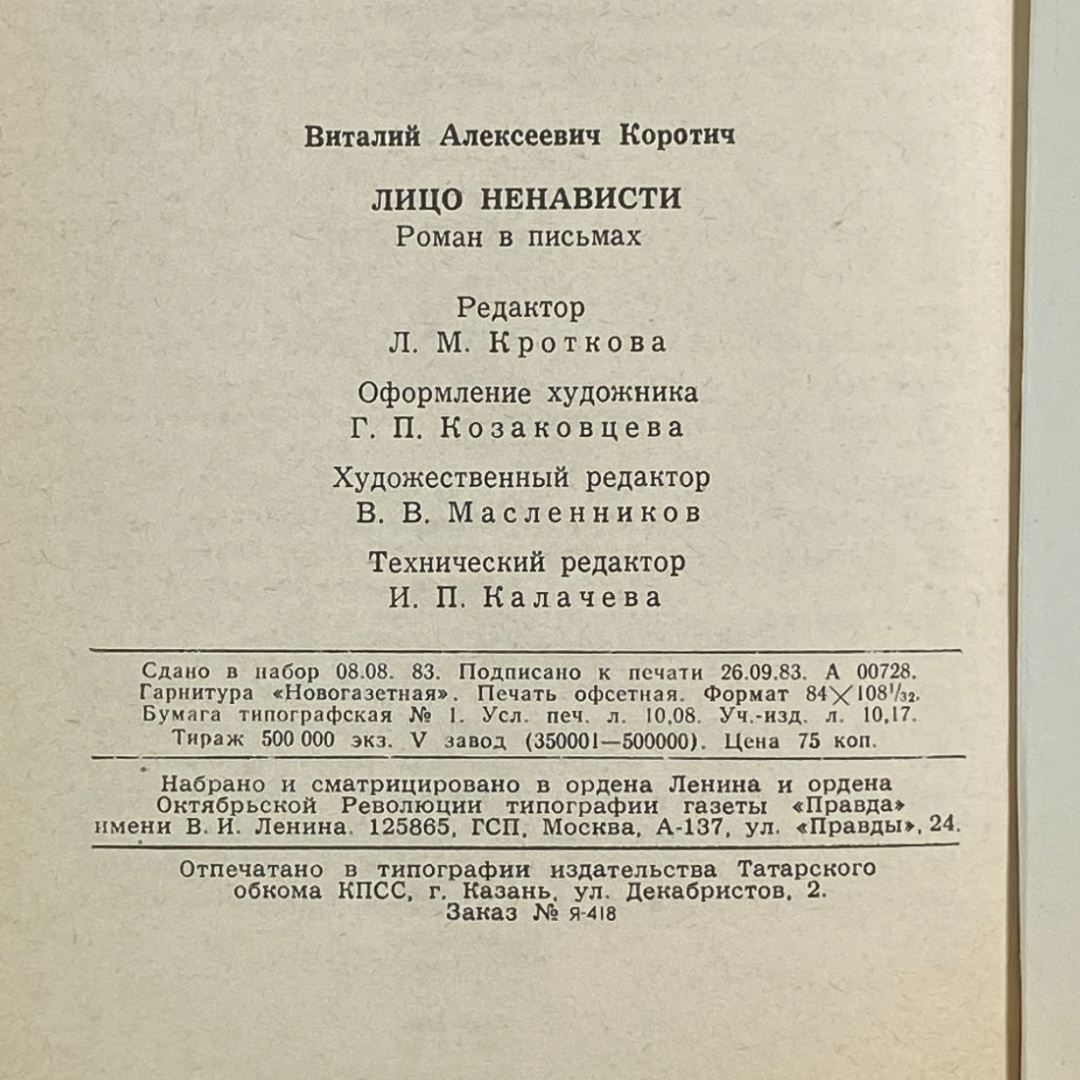 Виталий Алексеевич Коротич
ЛИЦО НЕНАВИСТИ
Роман в письмах
Редактор
Л. М. Кроткова
Оформление художника
Г. П. Козаковцева
Художественный редактор
В. В. Масленников
Технический редактор
И. П. Калачева
Сдано в набор 08.08. 83. Подписано к печати 26.09.83. А 00728.
Гарнитура «Новогазетная». Печать офсетная. Формат 84×108¹/₃₂.
Бумага типографская № 1. Усл. печ. л. 10,08. Уч.-изд. л. 10,17.
Тираж 500 000 экз. V завод (350001—500000). Цена 75 коп.
Набрано и сматрицировано в ордена Ленина и ордена
Октябрьской Революции типографии газеты «Правда»
имени В. И. Ленина. 125865, ГСП, Москва, А-137, ул. «Правды», 24.
Отпечатано в типографии издательства Татарского
обкома КПСС, г. Казань, ул. Декабристов, 2.
Заказ № Я-418